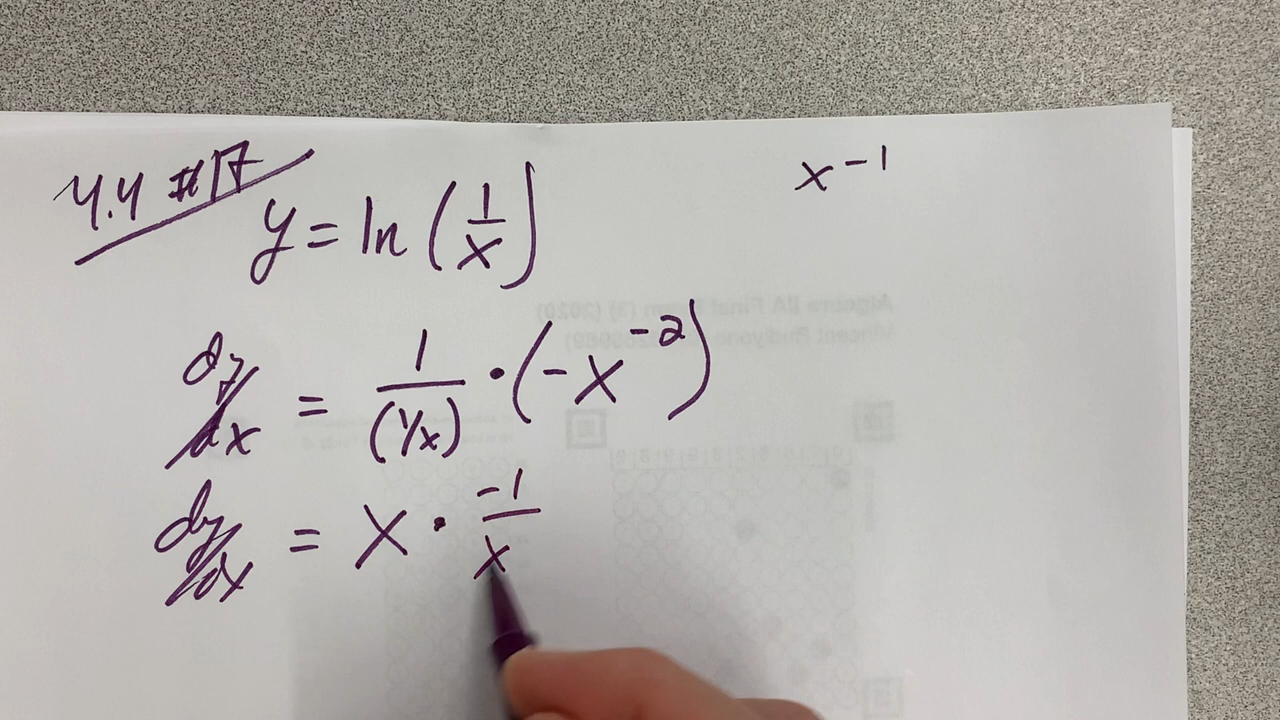 4.4 #17
y = ln (1/x)
x⁻¹
dy/dx = 1/(1/x) · (-x⁻²)
dy/dx = x · -1/x